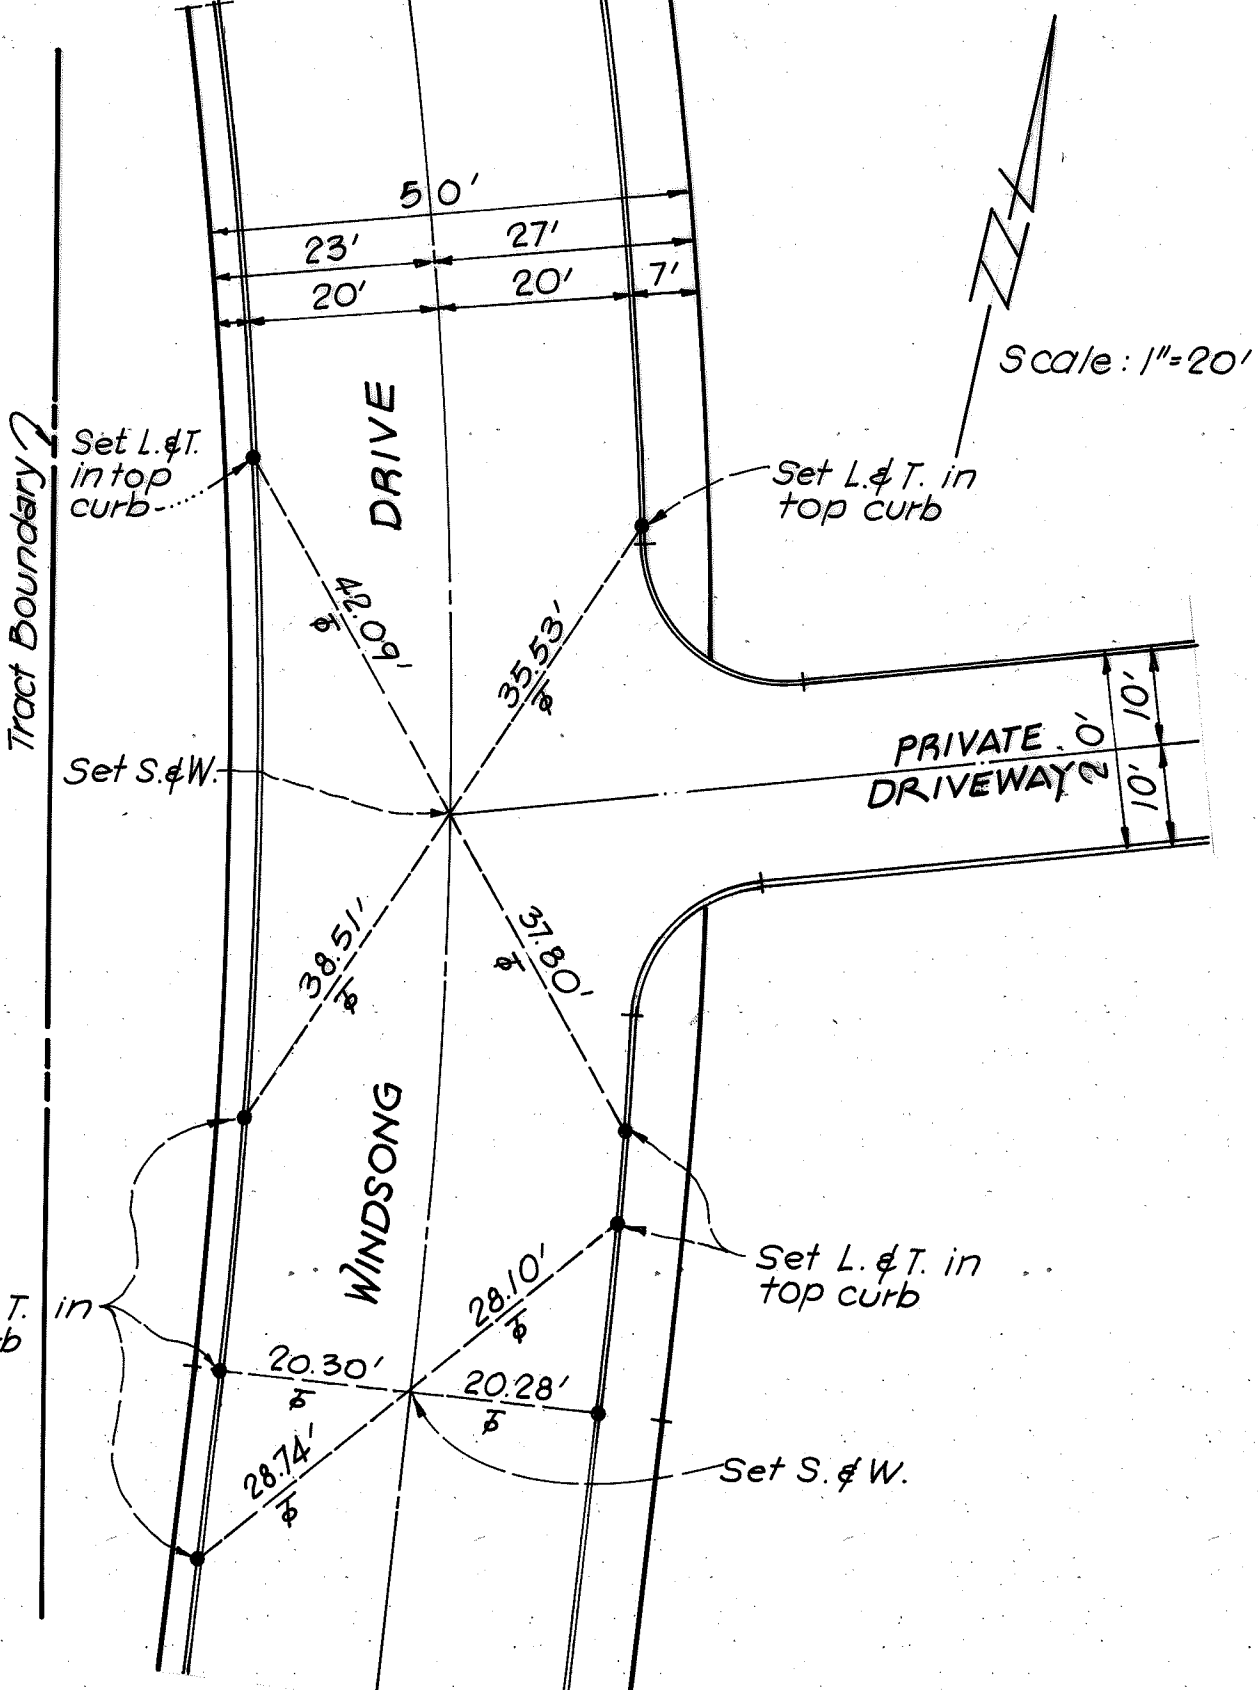 50'
23'
27'
20'
20'
7'
Scale: 1"=20'
Tract Boundary
DRIVE
Set L.&T.
in top
curb
Set L.&T. in
top curb
42.09'
35.53'
Set S.&W.
PRIVATE
DRIVEWAY
20'
10'
10'
38.51'
37.80'
WINDSONG
T. in
Set L.&T. in
top curb
28.10'
20.30'
20.28'
28.74'
Set S.&W.